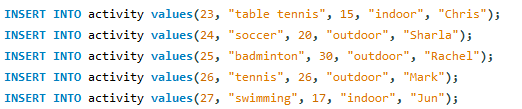 INSERT INTO activity values(23, "table tennis", 15, "indoor", "Chris");
INSERT INTO activity values(24, "soccer", 20, "outdoor", "Sharla");
INSERT INTO activity values(25, "badminton", 30, "outdoor", "Rachel");
INSERT INTO activity values(26, "tennis", 26, "outdoor", "Mark");
INSERT INTO activity values(27, "swimming", 17, "indoor", "Jun");